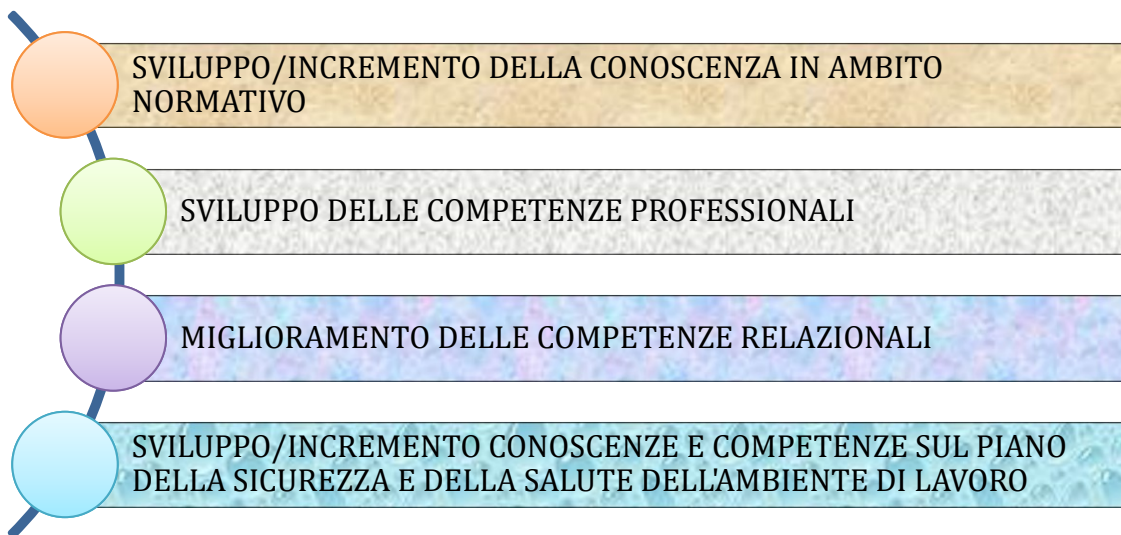 SVILUPPO/INCREMENTO DELLA CONOSCENZA IN AMBITO
NORMATIVO
SVILUPPO DELLE COMPETENZE PROFESSIONALI
MIGLIORAMENTO DELLE COMPETENZE RELAZIONALI
SVILUPPO/INCREMENTO CONOSCENZE E COMPETENZE SUL PIANO
DELLA SICUREZZA E DELLA SALUTE DELL'AMBIENTE DI LAVORO